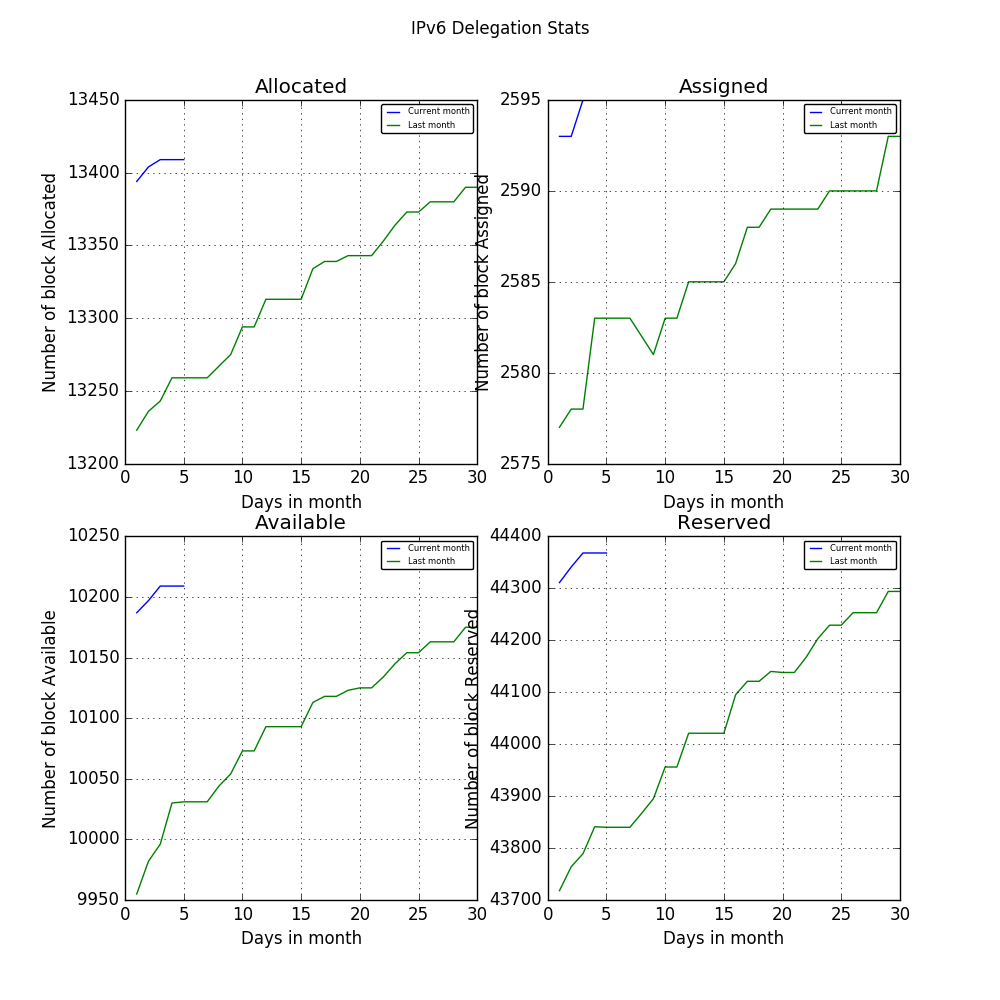 IPv6 Delegation Stats
Allocated
Number of block Allocated
13450
13400
13350
13300
13250
13200
0 5 10 15 20 25 30
Days in month
Current month
Last month
Assigned
Number of block Assigned
2595
2590
2585
2580
2575
0 5 10 15 20 25 30
Days in month
Current month
Last month
Available
Number of block Available
10250
10200
10150
10100
10050
10000
9950
0 5 10 15 20 25 30
Days in month
Current month
Last month
Reserved
Number of block Reserved
44400
44300
44200
44100
44000
43900
43800
43700
0 5 10 15 20 25 30
Days in month
Current month
Last month